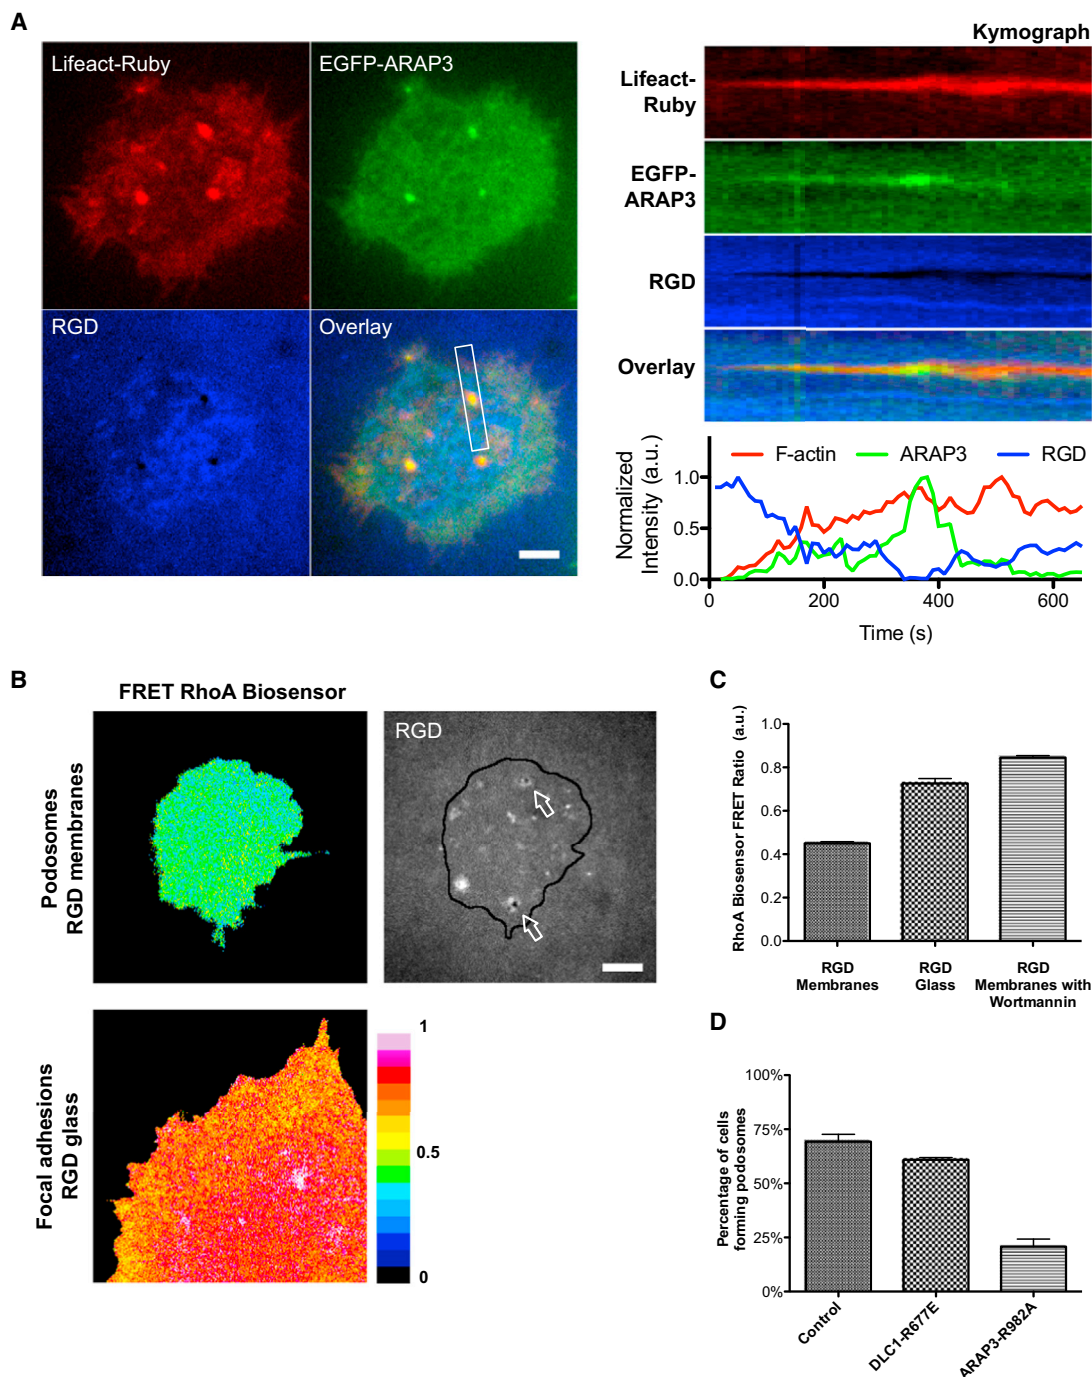 A
Lifeact-Ruby
EGFP-ARAP3
RGD
Overlay
Kymograph
Lifeact-
Ruby
EGFP-
ARAP3
RGD
Overlay
Normalized
Intensity (a.u.)
F-actin
ARAP3
RGD
1.0
0.5
0.0
0
200
400
600
Time (s)
B
FRET RhoA Biosensor
Podosomes
RGD membranes
RGD
Focal adhesions
RGD glass
1
0.5
0
C
RhoA Biosensor FRET Ratio (a.u.)
1.0
0.8
0.6
0.4
0.2
0.0
RGD
Membranes
RGD
Glass
RGD
Membranes with
Wortmannin
D
Percentage of cells
forming podosomes
100%
75%
50%
25%
0%
Control
DLC1-R677E
ARAP3-R982A